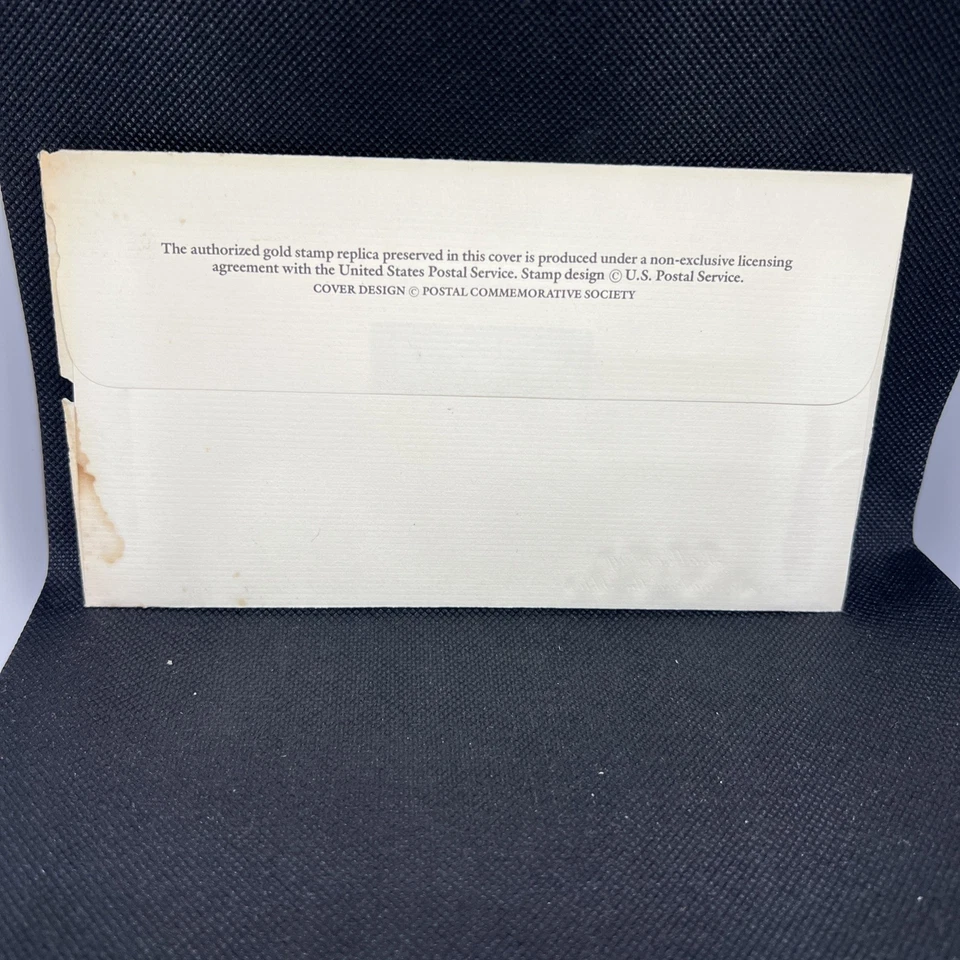 The authorized gold stamp replica preserved in this cover is produced under a non-exclusive licensing
agreement with the United States Postal Service. Stamp design © U.S. Postal Service.
COVER DESIGN © POSTAL COMMEMORATIVE SOCIETY